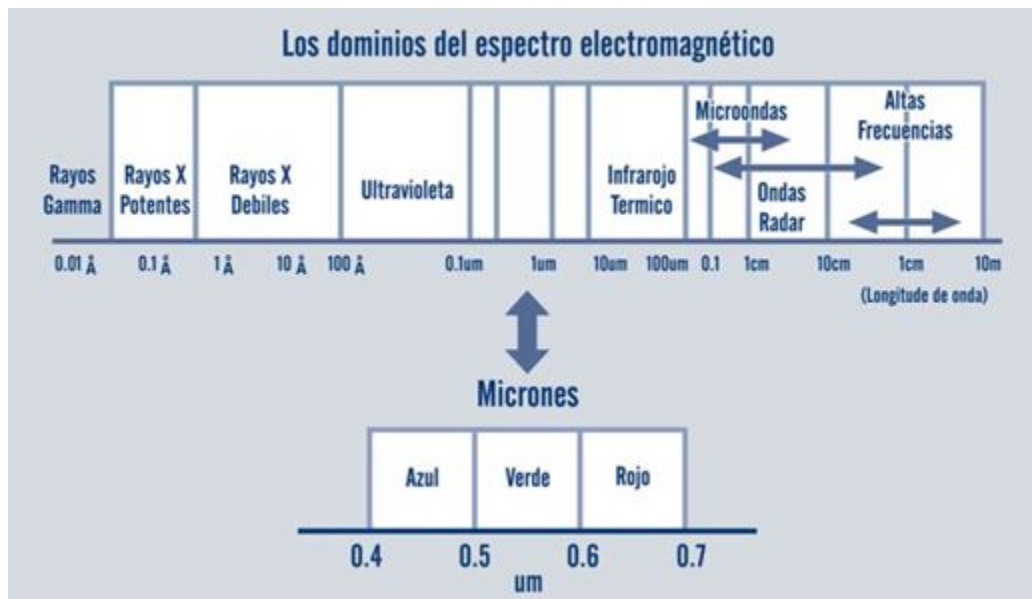 Los dominios del espectro electromagnético
Rayos
Gamma
Rayos X
Potentes
Rayos X
Debiles
Ultravioleta
Infrarojo
Termico
Microondas
Ondas
Radar
Altas
Frecuencias
0.01 Å 0.1 Å 1 Å 10 Å 100 Å 0.1um 1um 10um 100um 0.1 1cm 10cm 1cm 10m
(Longitude de onda)
Micrones
Azul Verde Rojo
0.4 0.5 0.6 0.7
um